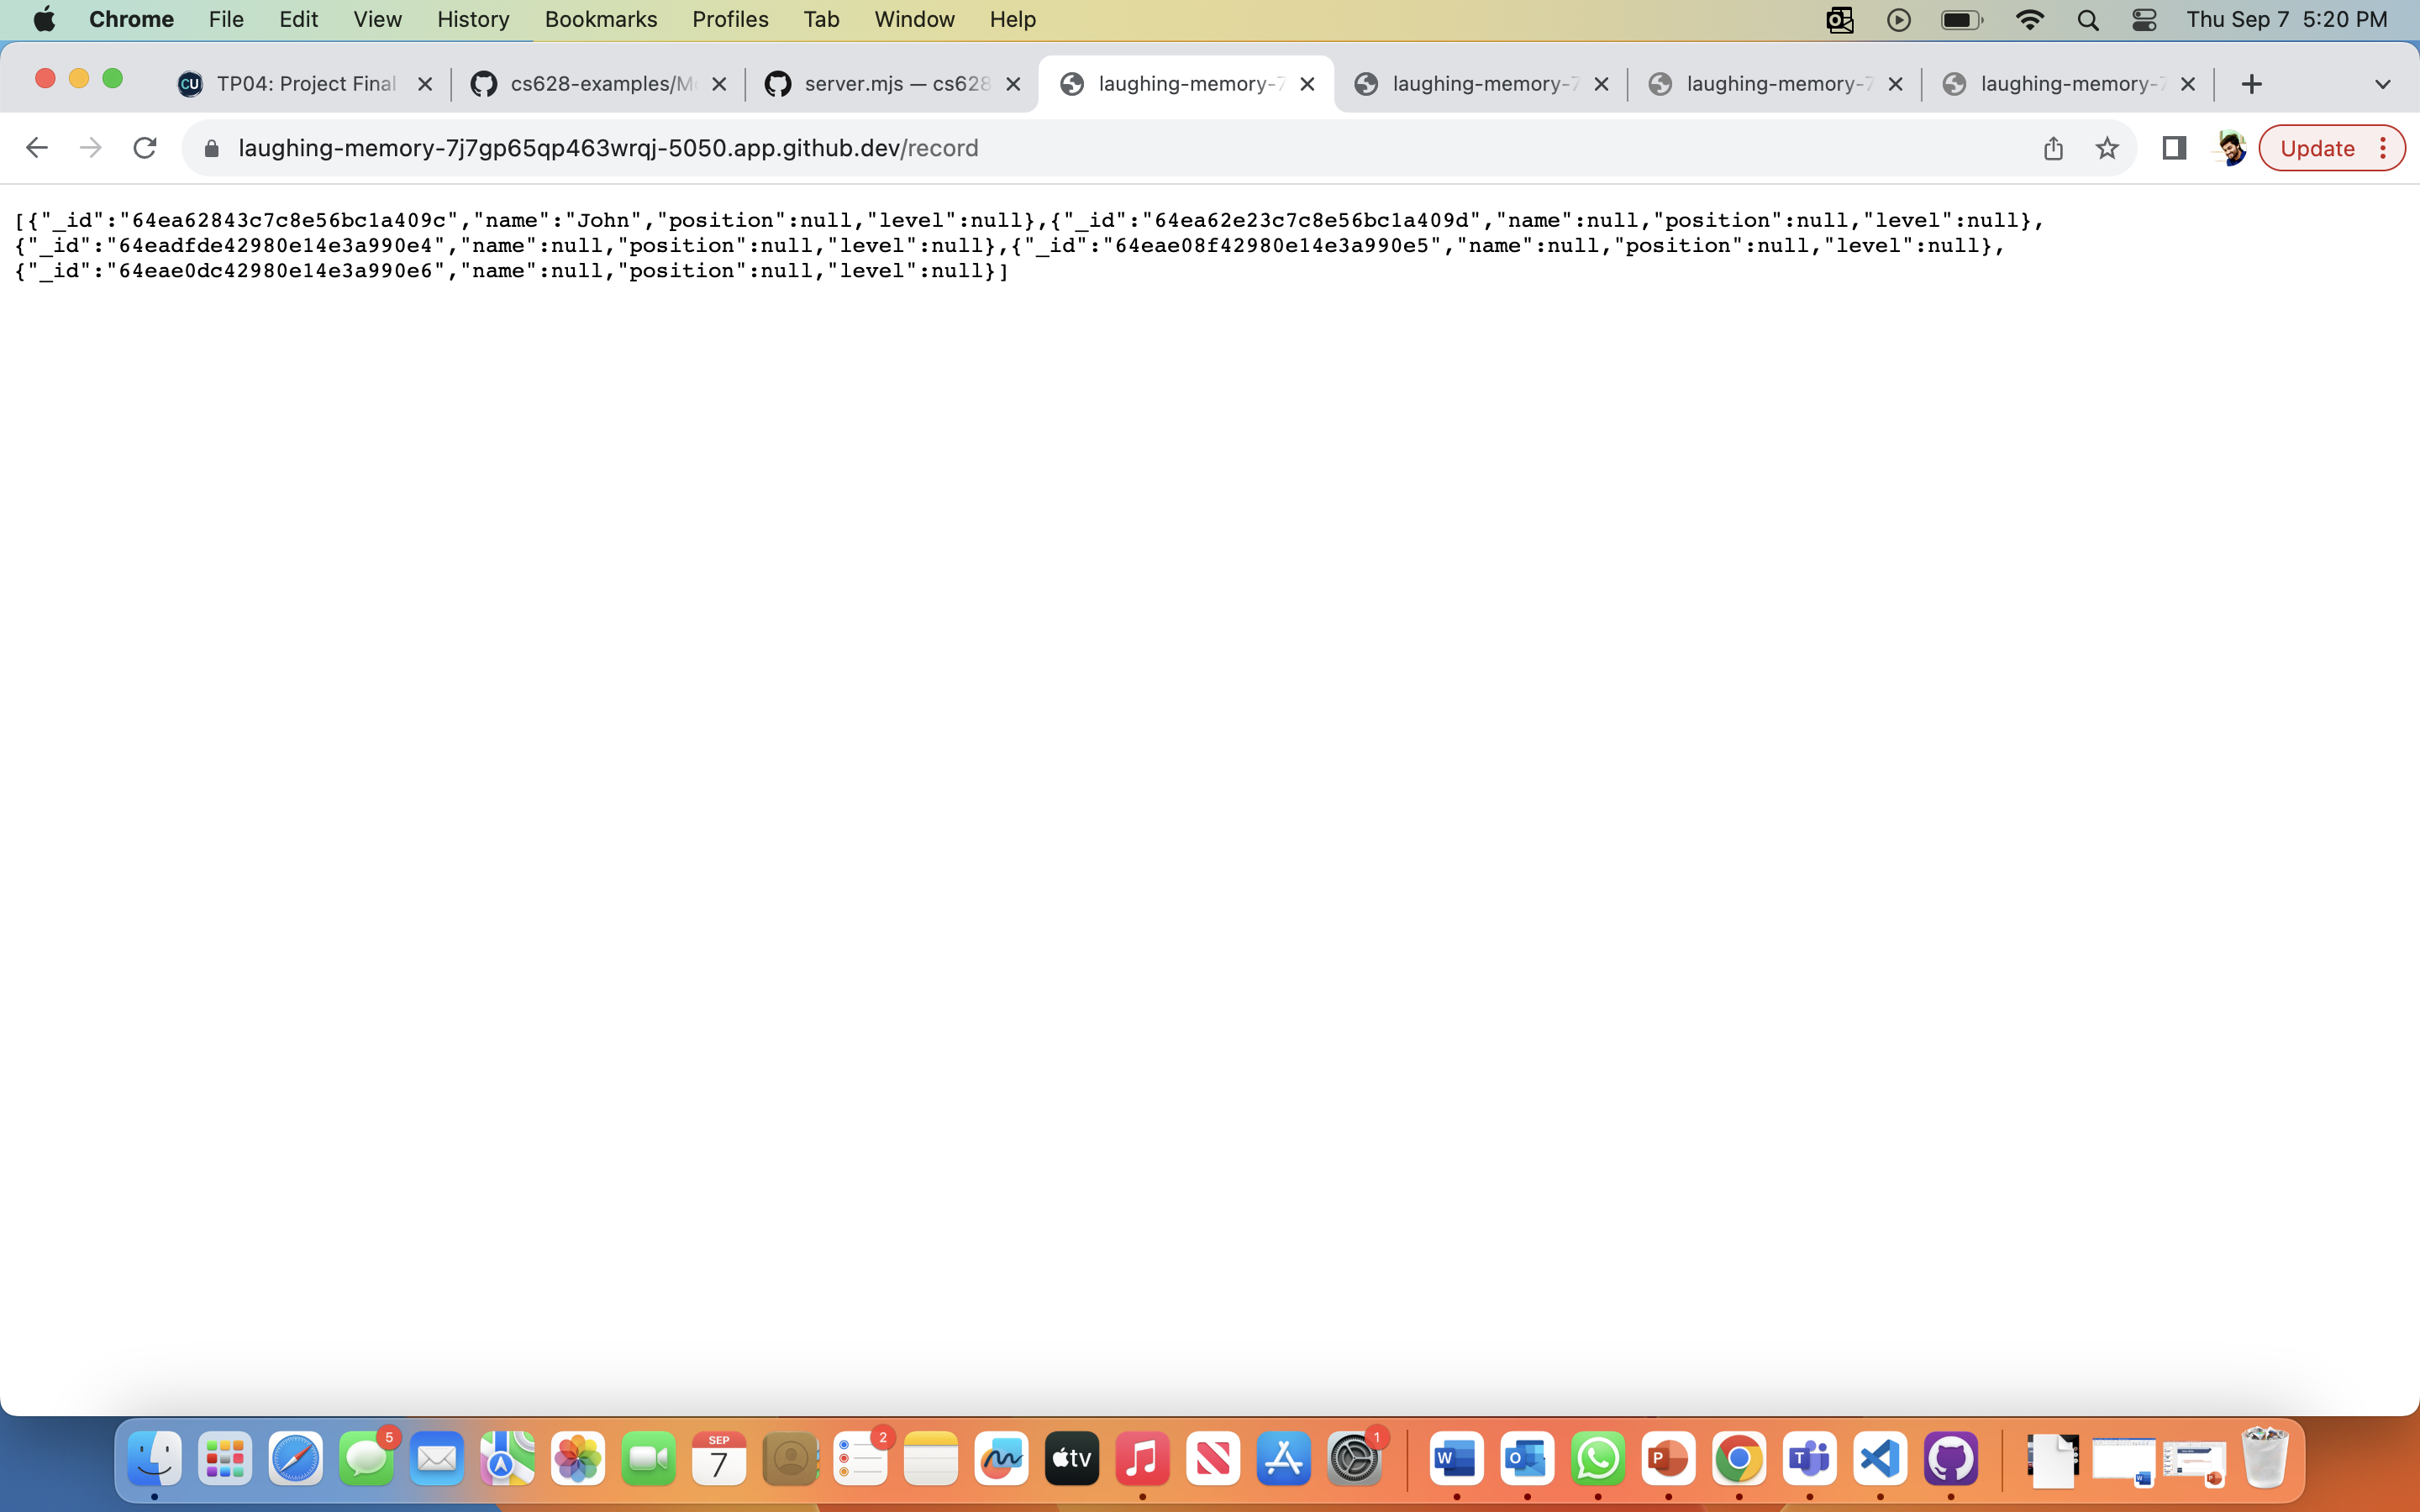 Chrome File Edit View History Bookmarks Profiles Tab Window Help Thu Sep 7 5:20 PM
CU TP04: Project Final cs628-examples/M server.mjs — cs628 laughing-memory-7 laughing-memory-7 laughing-memory-7 laughing-memory-7
laughing-memory-7j7gp65qp463wrqj-5050.app.github.dev/record Update
[{"_id":"64ea62843c7c8e56bc1a409c","name":"John","position":null,"level":null},{"_id":"64ea62e23c7c8e56bc1a409d","name":null,"position":null,"level":null},
{"_id":"64eadfde42980e14e3a990e4","name":null,"position":null,"level":null},{"_id":"64eae08f42980e14e3a990e5","name":null,"position":null,"level":null},
{"_id":"64eae0dc42980e14e3a990e6","name":null,"position":null,"level":null}]
5 SEP 7 2 tv 1 W O P T